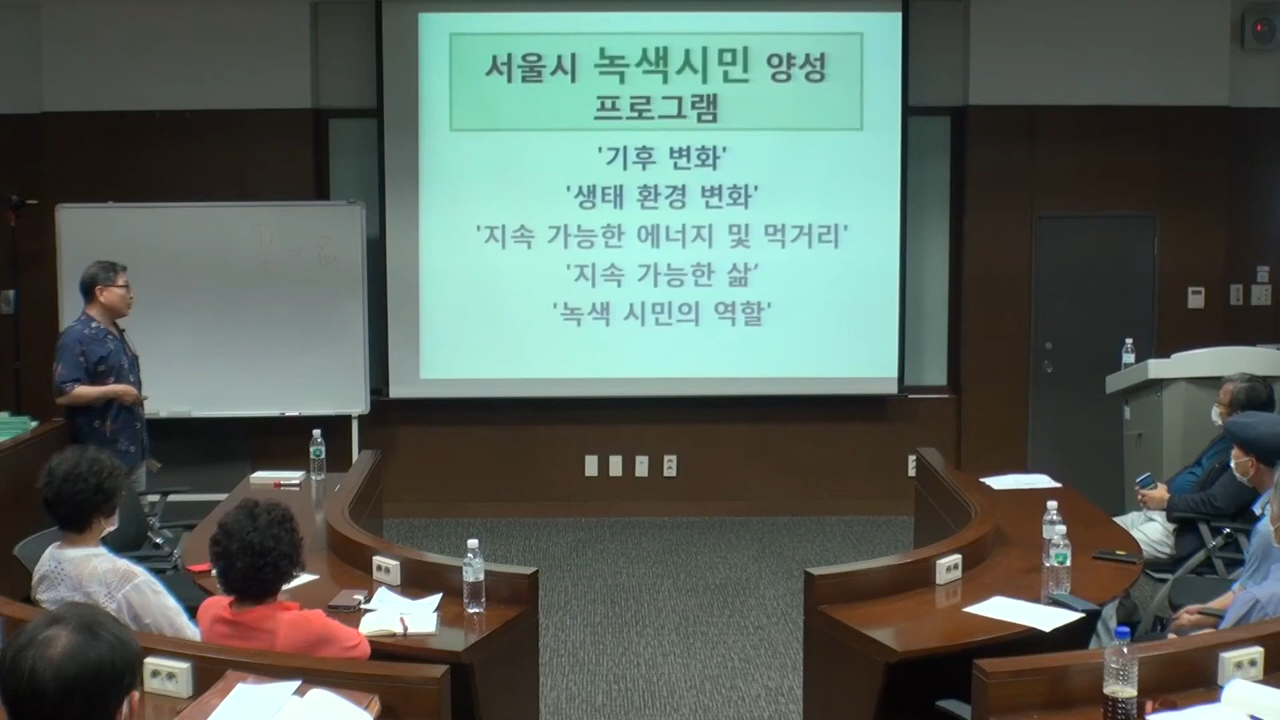 서울시 녹색시민 양성
프로그램
'기후 변화'
'생태 환경 변화'
'지속 가능한 에너지 및 먹거리'
'지속 가능한 삶'
'녹색 시민의 역할'